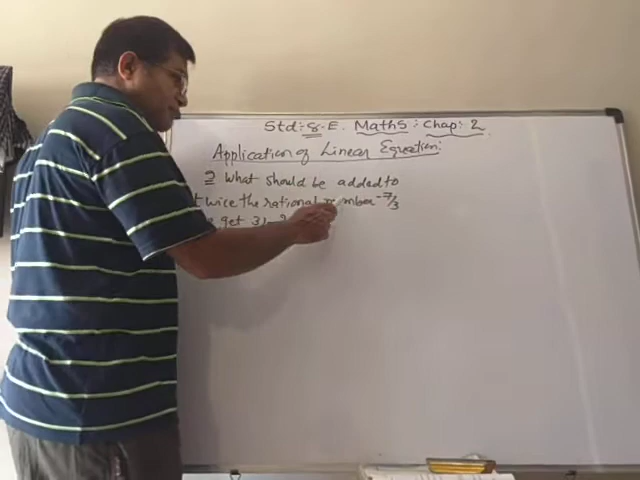 Std:- 8-E. Maths: Chap: 2
Application of Linear Equation:
2 What should be added to
twice the rational number -7/3
get 3